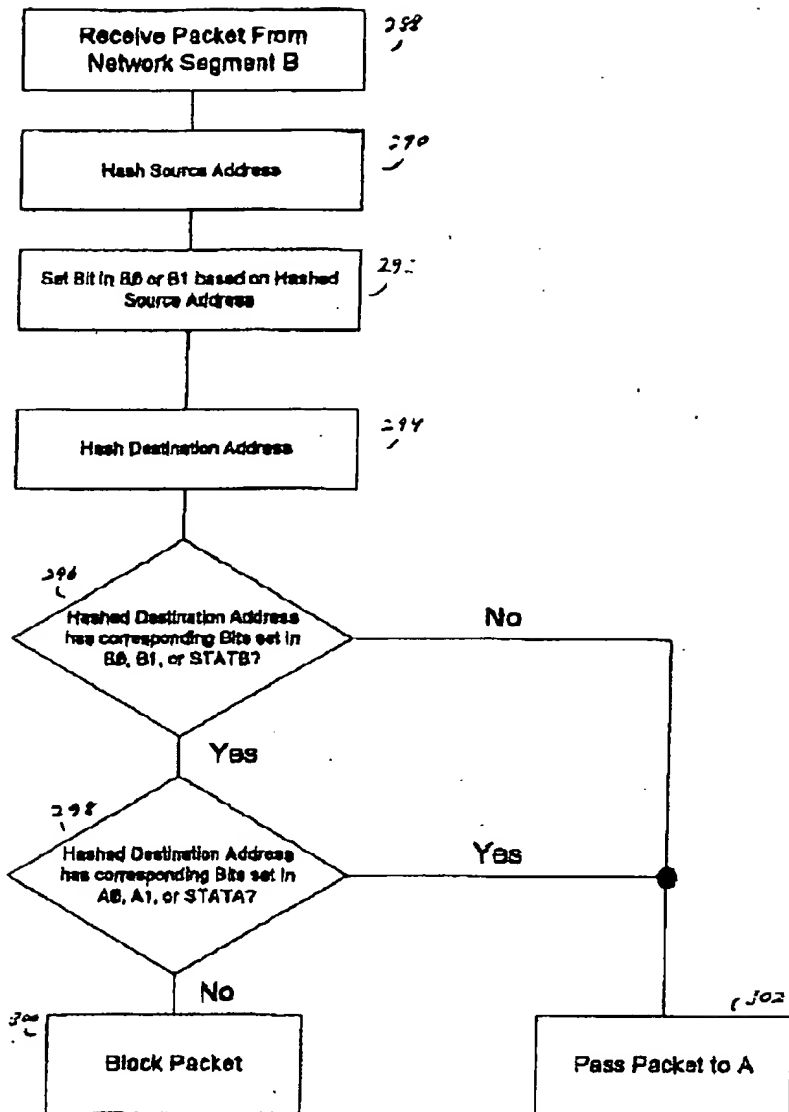 Receive Packet From
Network Segment B
288
Hash Source Address
290
Set Bit in B0 or B1 based on Hashed
Source Address
Hash Destination Address
294
296
Hashed Destination Address
has corresponding Bits set in
B0, B1, or STATB?
No
Yes
298
Hashed Destination Address
has corresponding Bits set in
A0, A1, or STATA?
Yes
No
300
Block Packet
302
Pass Packet to A